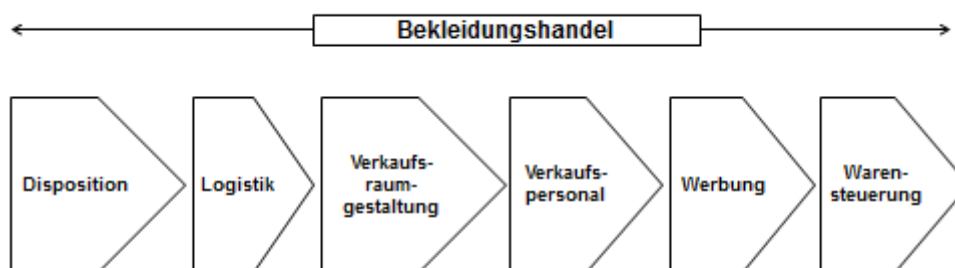 Bekleidungshandel
Disposition
Logistik
Verkaufs-
raum-
gestaltung
Verkaufs-
personal
Werbung
Waren-
steuerung